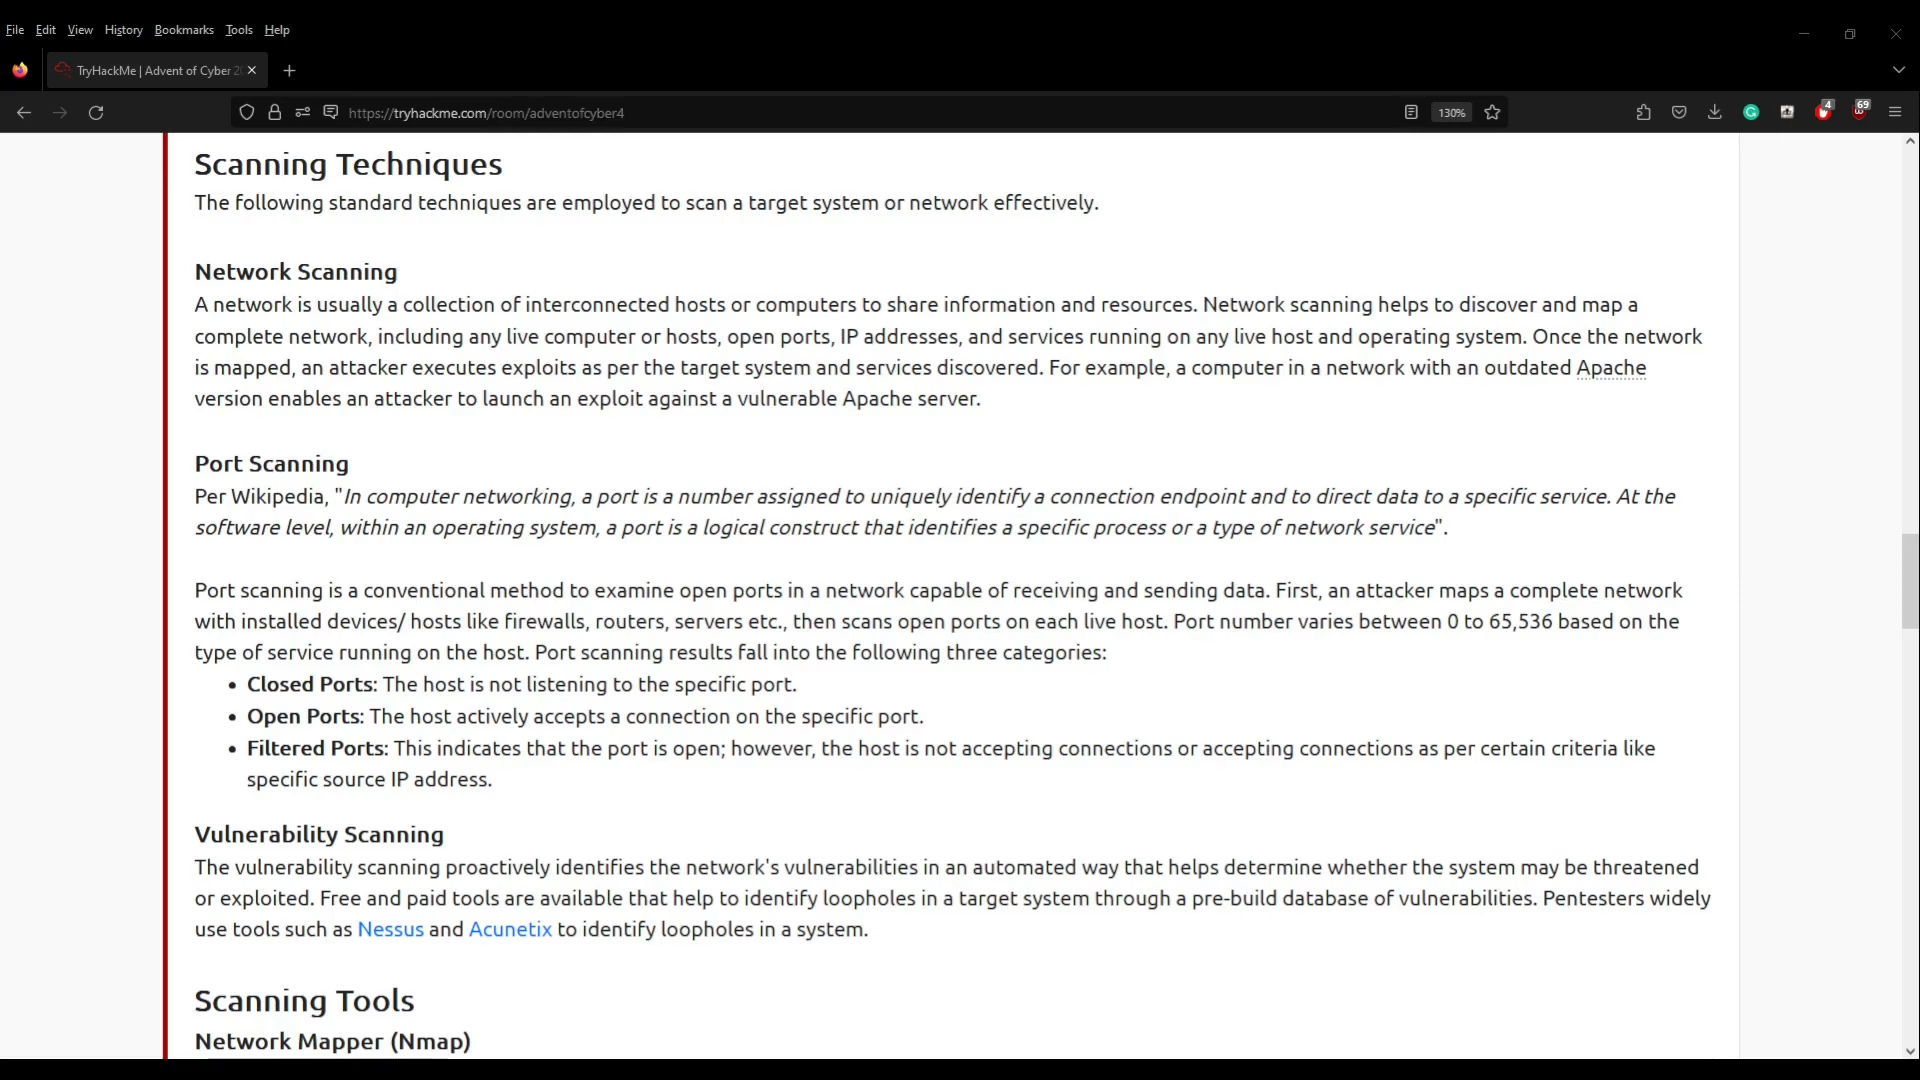 File Edit View History Bookmarks Tools Help
TryHackMe | Advent of Cyber 20
https://tryhackme.com/room/adventofcyber4
130%
4
69
Scanning Techniques
The following standard techniques are employed to scan a target system or network effectively.
Network Scanning
A network is usually a collection of interconnected hosts or computers to share information and resources. Network scanning helps to discover and map a
complete network, including any live computer or hosts, open ports, IP addresses, and services running on any live host and operating system. Once the network
is mapped, an attacker executes exploits as per the target system and services discovered. For example, a computer in a network with an outdated Apache
version enables an attacker to launch an exploit against a vulnerable Apache server.
Port Scanning
Per Wikipedia, "In computer networking, a port is a number assigned to uniquely identify a connection endpoint and to direct data to a specific service. At the
software level, within an operating system, a port is a logical construct that identifies a specific process or a type of network service".
Port scanning is a conventional method to examine open ports in a network capable of receiving and sending data. First, an attacker maps a complete network
with installed devices/ hosts like firewalls, routers, servers etc., then scans open ports on each live host. Port number varies between 0 to 65,536 based on the
type of service running on the host. Port scanning results fall into the following three categories:
• Closed Ports: The host is not listening to the specific port.
• Open Ports: The host actively accepts a connection on the specific port.
• Filtered Ports: This indicates that the port is open; however, the host is not accepting connections or accepting connections as per certain criteria like
specific source IP address.
Vulnerability Scanning
The vulnerability scanning proactively identifies the network's vulnerabilities in an automated way that helps determine whether the system may be threatened
or exploited. Free and paid tools are available that help to identify loopholes in a target system through a pre-build database of vulnerabilities. Pentesters widely
use tools such as Nessus and Acunetix to identify loopholes in a system.
Scanning Tools
Network Mapper (Nmap)